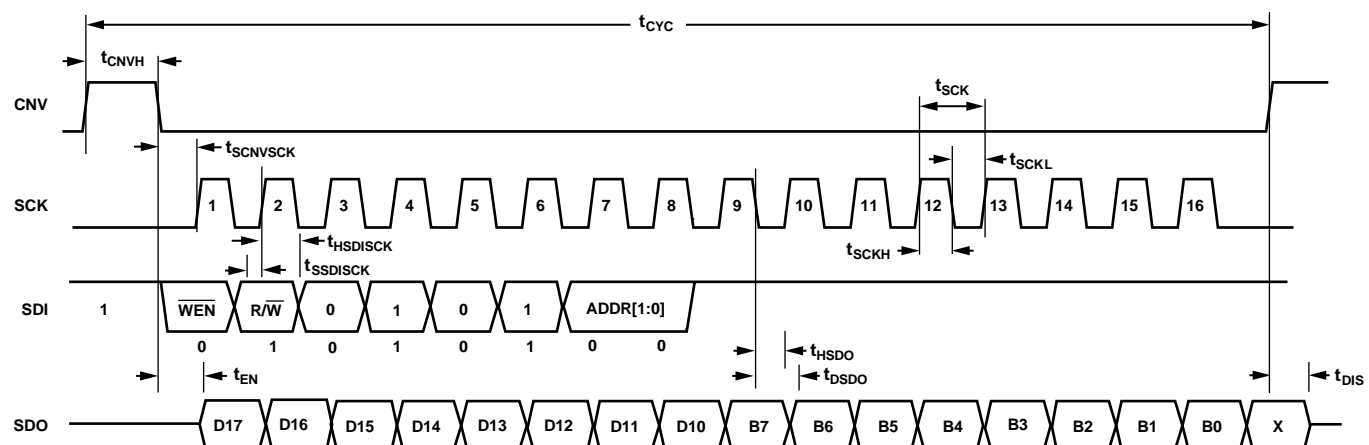 tCYC
tCNVH
CNV
tSCK
tSCNVSCK
tSCKL
SCK
1 2 3 4 5 6 7 8 9 10 11 12 13 14 15 16
tHSDISCK
tSCKH
tSSDISCK
SDI
1 WEN R/W 0 1 0 1 ADDR[1:0]
0 1 0 1 0 1 0 0
tHSDO
tEN
tDSDO
tDIS
SDO
D17 D16 D15 D14 D13 D12 D11 D10 B7 B6 B5 B4 B3 B2 B1 B0 X